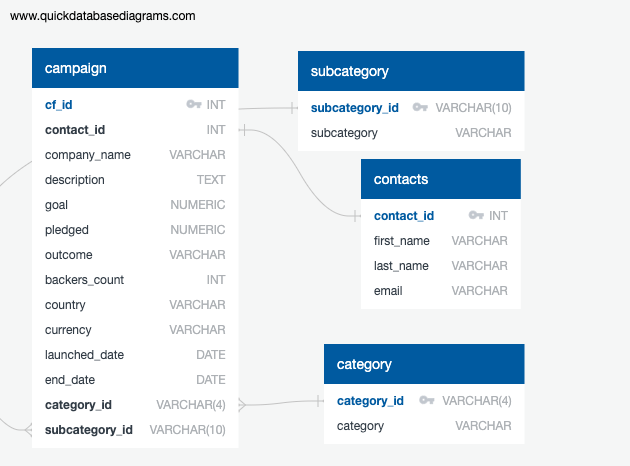 www.quickdatabasediagrams.com
campaign
cf_id INT
contact_id INT
company_name VARCHAR
description TEXT
goal NUMERIC
pledged NUMERIC
outcome VARCHAR
backers_count INT
country VARCHAR
currency VARCHAR
launched_date DATE
end_date DATE
category_id VARCHAR(4)
subcategory_id VARCHAR(10)
subcategory
subcategory_id VARCHAR(10)
subcategory VARCHAR
contacts
contact_id INT
first_name VARCHAR
last_name VARCHAR
email VARCHAR
category
category_id VARCHAR(4)
category VARCHAR